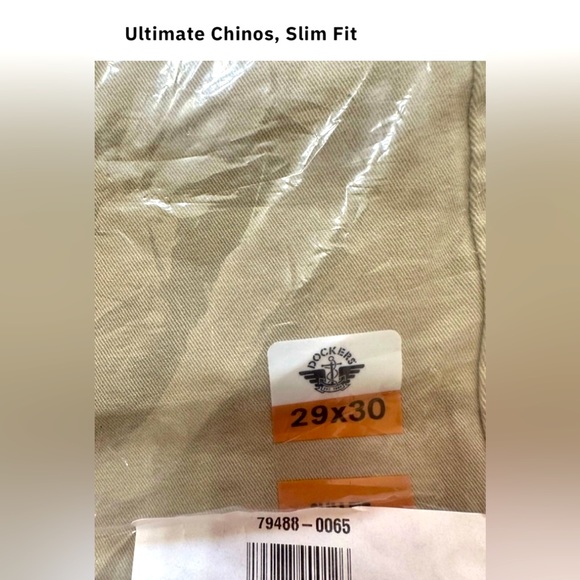 Ultimate Chinos, Slim Fit
DOCKERS
29x30
79488-0065